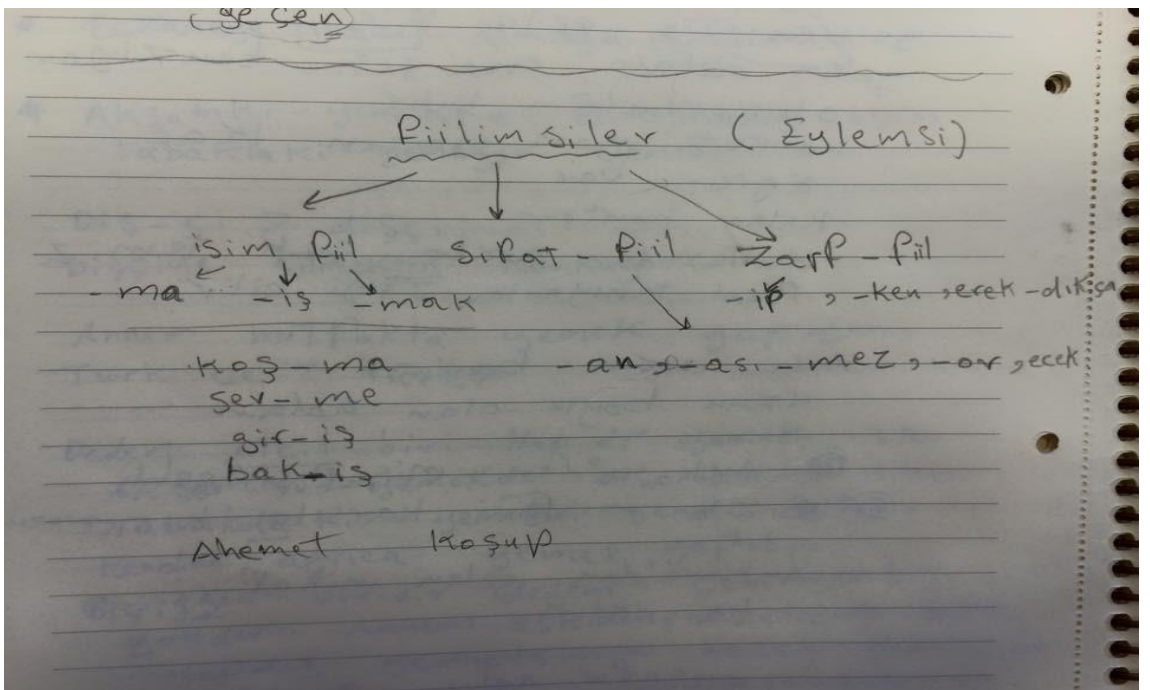 (geçen)
fiilimsiler (Eylemsi)
isim fiil sıfat-fiil Zarf-fiil
-ma -iş -mak -ip, -ken, erek -dıkça
koş-ma -an, -ası -mez, -ar, ecek
sev-me
gir-iş
bak-iş
Ahemet koşup